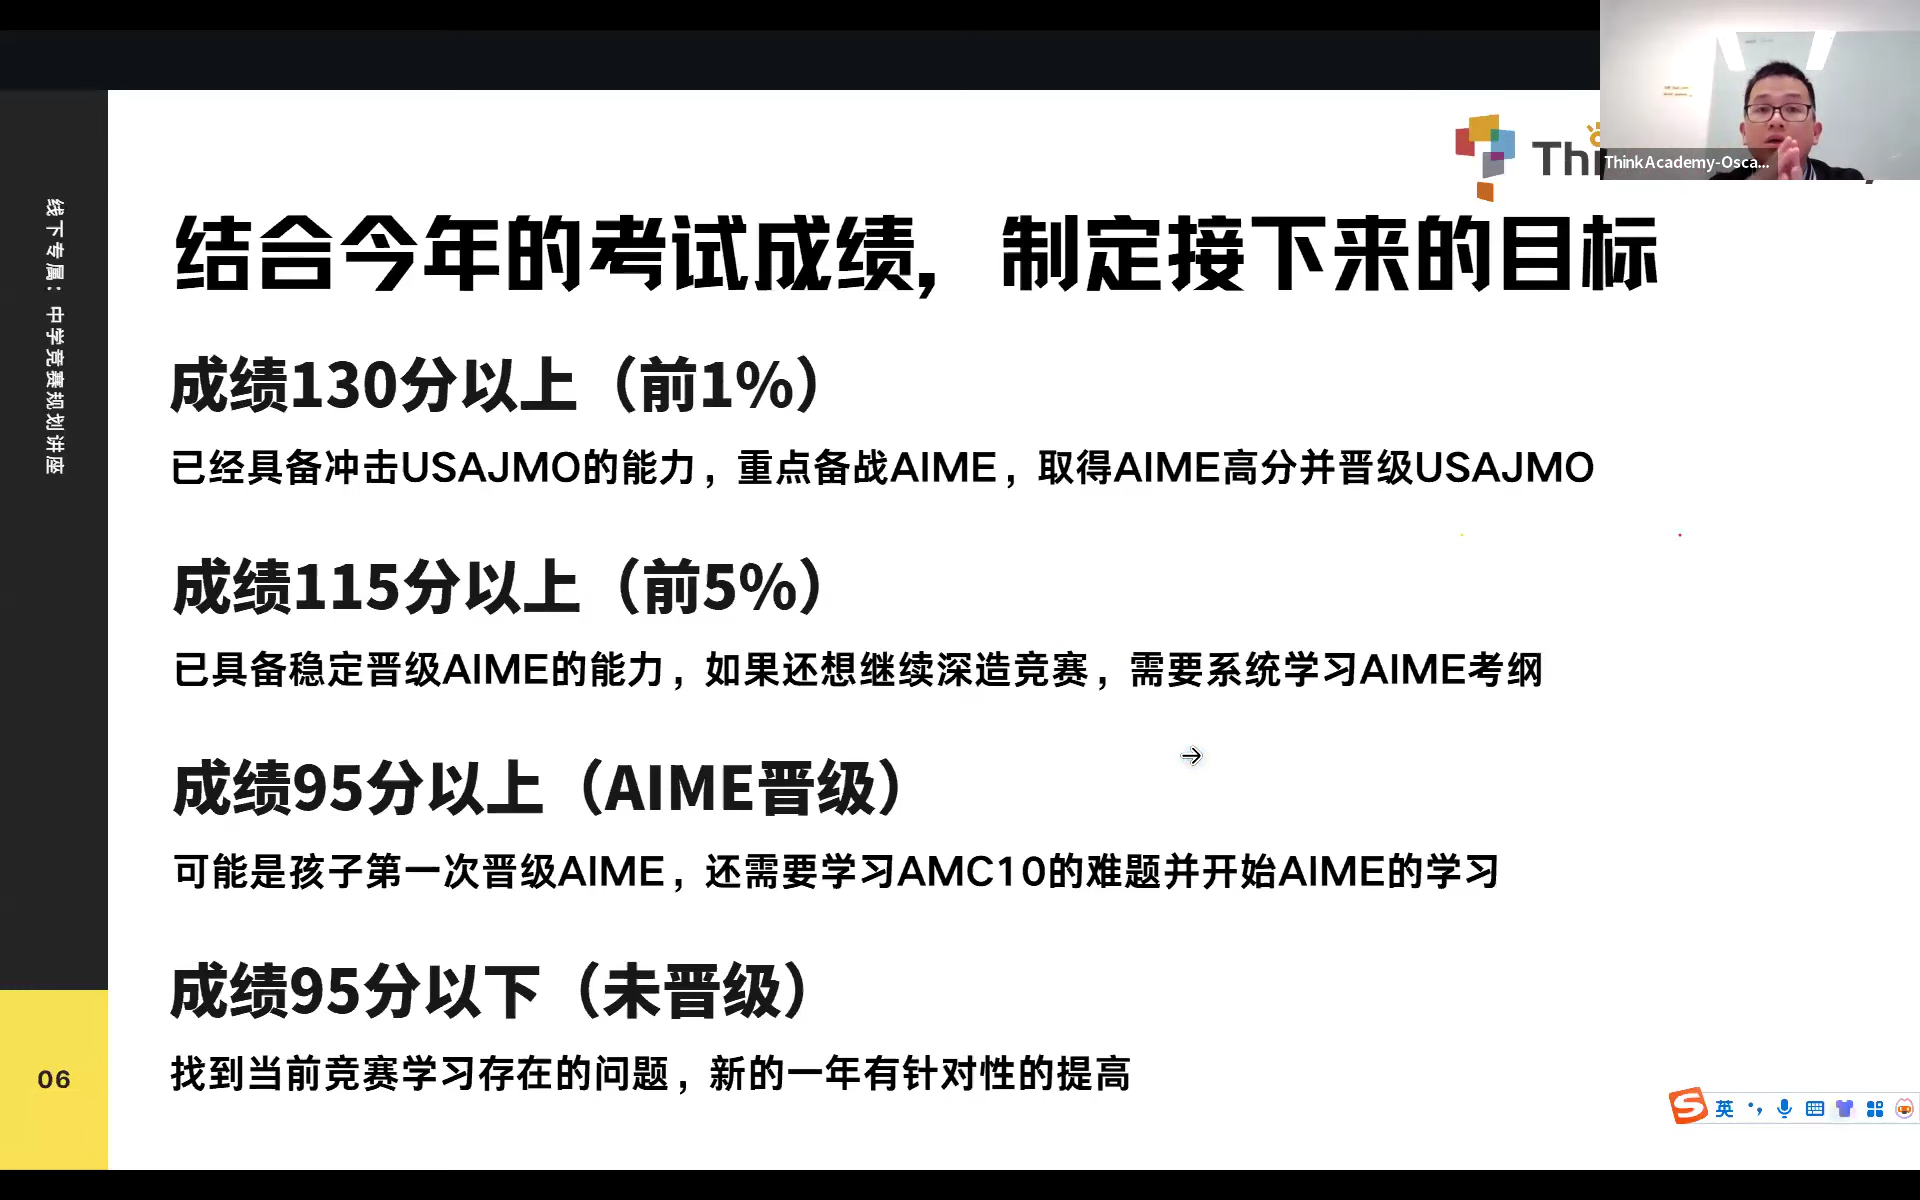 Thi
ThinkAcademy-Osca...
线下专属：中学竞赛规划讲座
结合今年的考试成绩，制定接下来的目标
成绩130分以上（前1%）
已经具备冲击USAJMO的能力，重点备战AIME，取得AIME高分并晋级USAJMO
成绩115分以上（前5%）
已具备稳定晋级AIME的能力，如果还想继续深造竞赛，需要系统学习AIME考纲
成绩95分以上（AIME晋级）
可能是孩子第一次晋级AIME，还需要学习AMC10的难题并开始AIME的学习
成绩95分以下（未晋级）
找到当前竞赛学习存在的问题，新的一年有针对性的提高
06
英